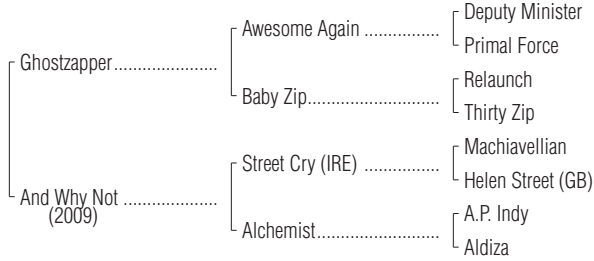 Deputy Minister
Awesome Again ................
Primal Force
Ghostzapper......................
Relaunch
Baby Zip............................
Thirty Zip
Machiavellian
Street Cry (IRE) ................
Helen Street (GB)
And Why Not ....................
(2009)
A.P. Indy
Alchemist..........................
Aldiza